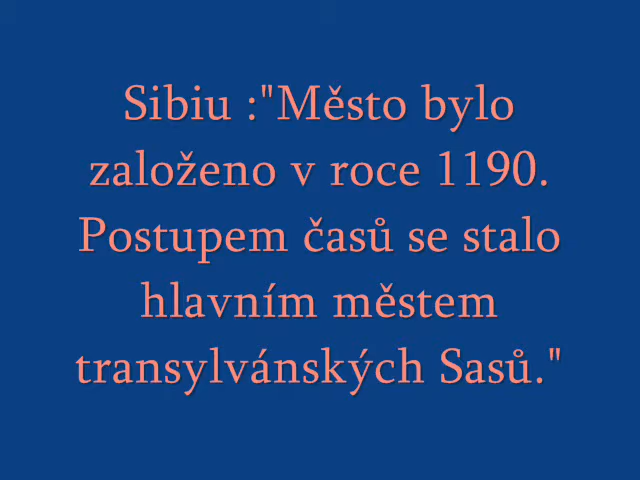 Sibiu :"Město bylo
založeno v roce 1190.
Postupem časů se stalo
hlavním městem
transylvánských Sasů."